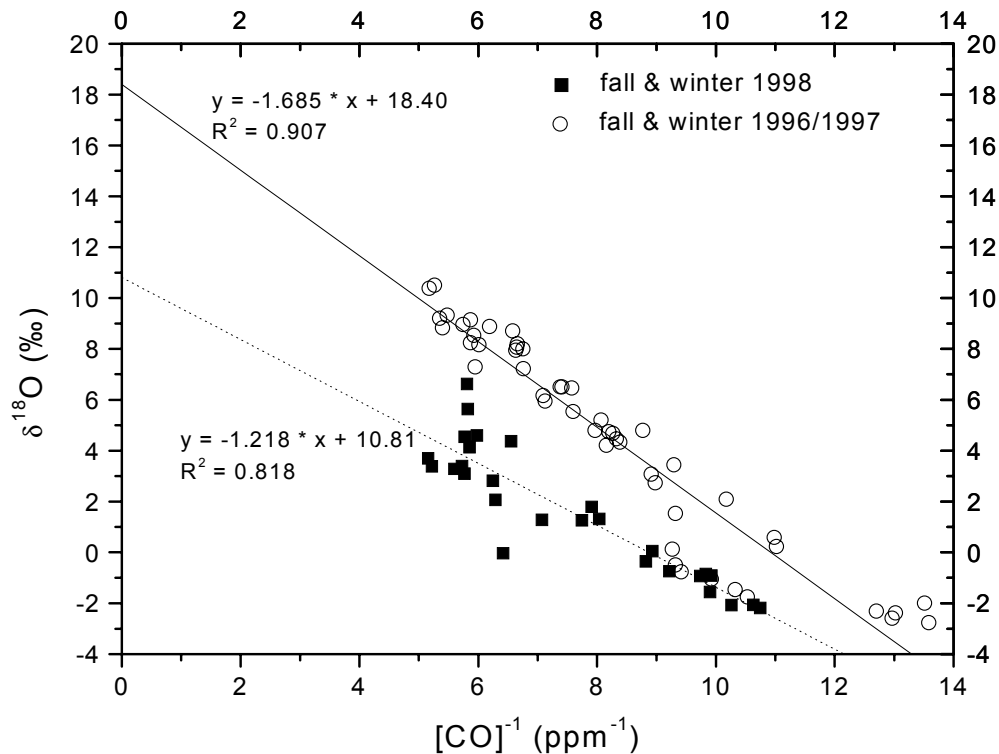 0 2 4 6 8 10 12 14
20 20
18 18
16 16
14 14
12 12
10 10
8 8
6 6
4 4
2 2
0 0
-2 -2
-4 -4
0 2 4 6 8 10 12 14
■ fall & winter 1998
○ fall & winter 1996/1997
y = -1.685 * x + 18.40
R² = 0.907
y = -1.218 * x + 10.81
R² = 0.818
δ¹⁸O (‰)
[CO]⁻¹ (ppm⁻¹)